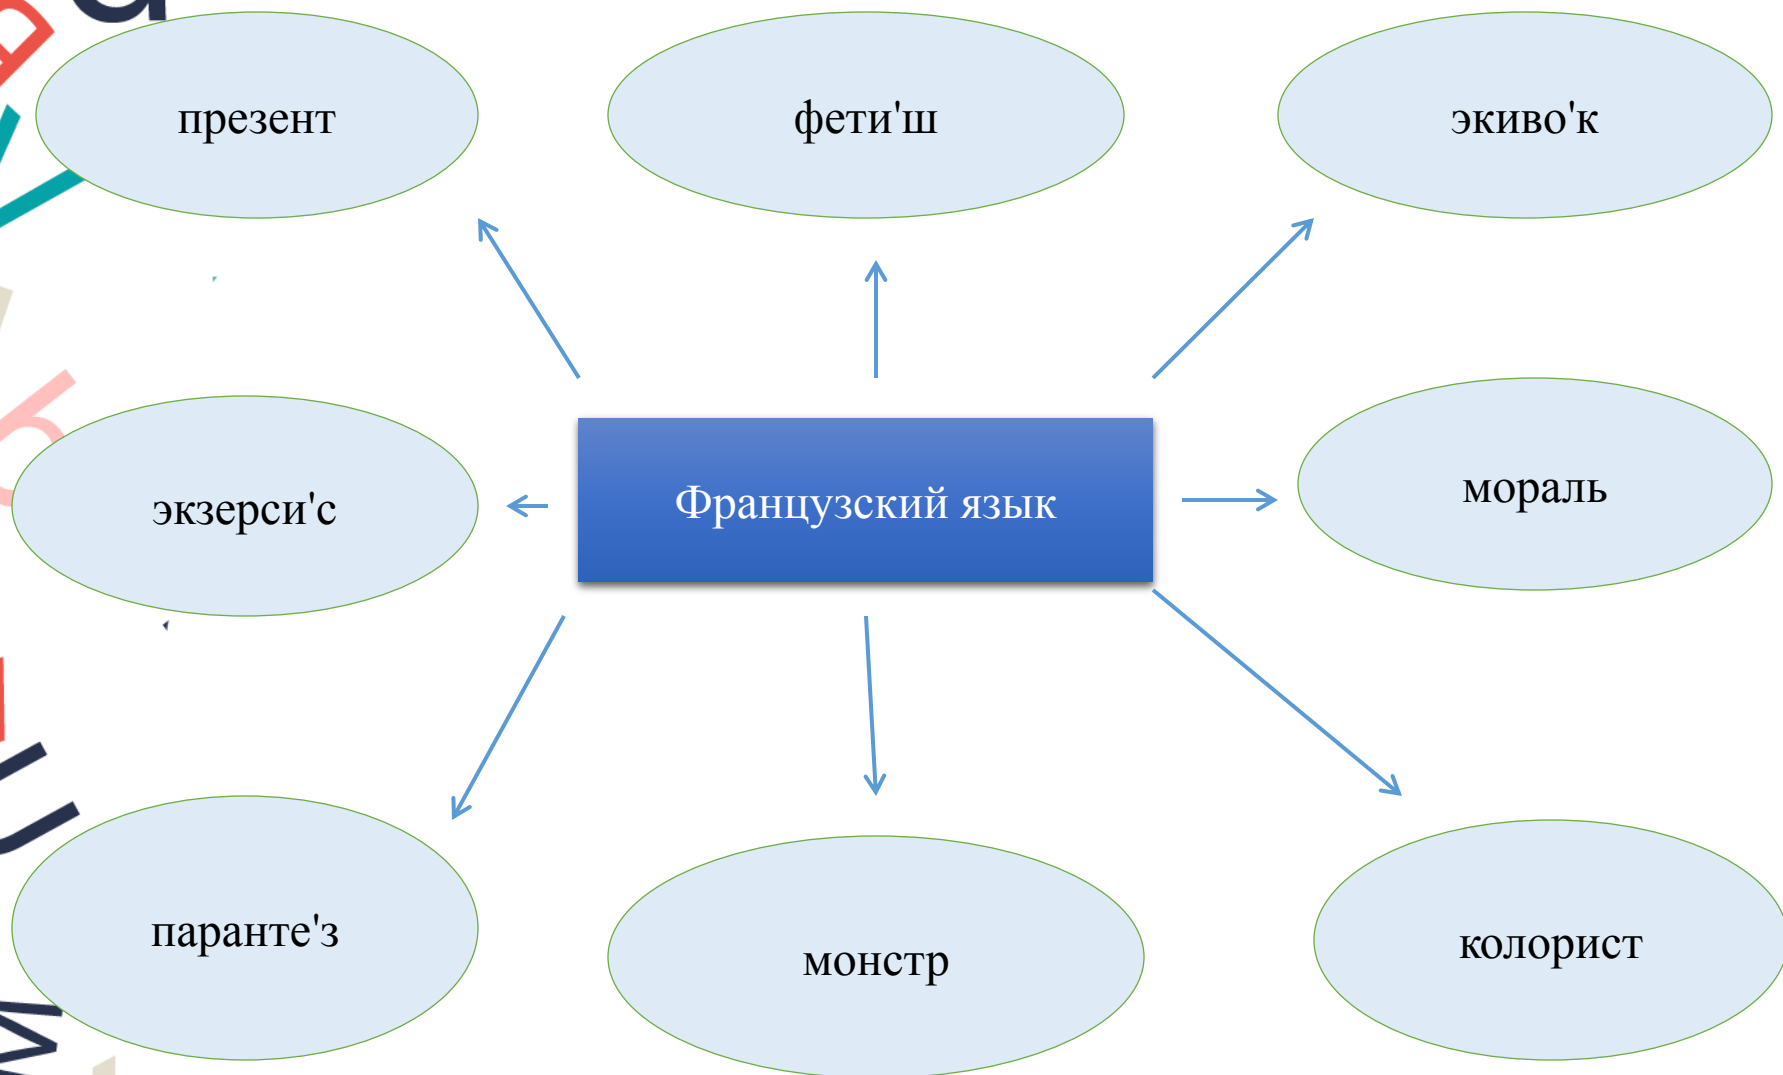 презент
фети'ш
экиво'к
экзерси'с
Французский язык
мораль
паранте'з
монстр
колорист